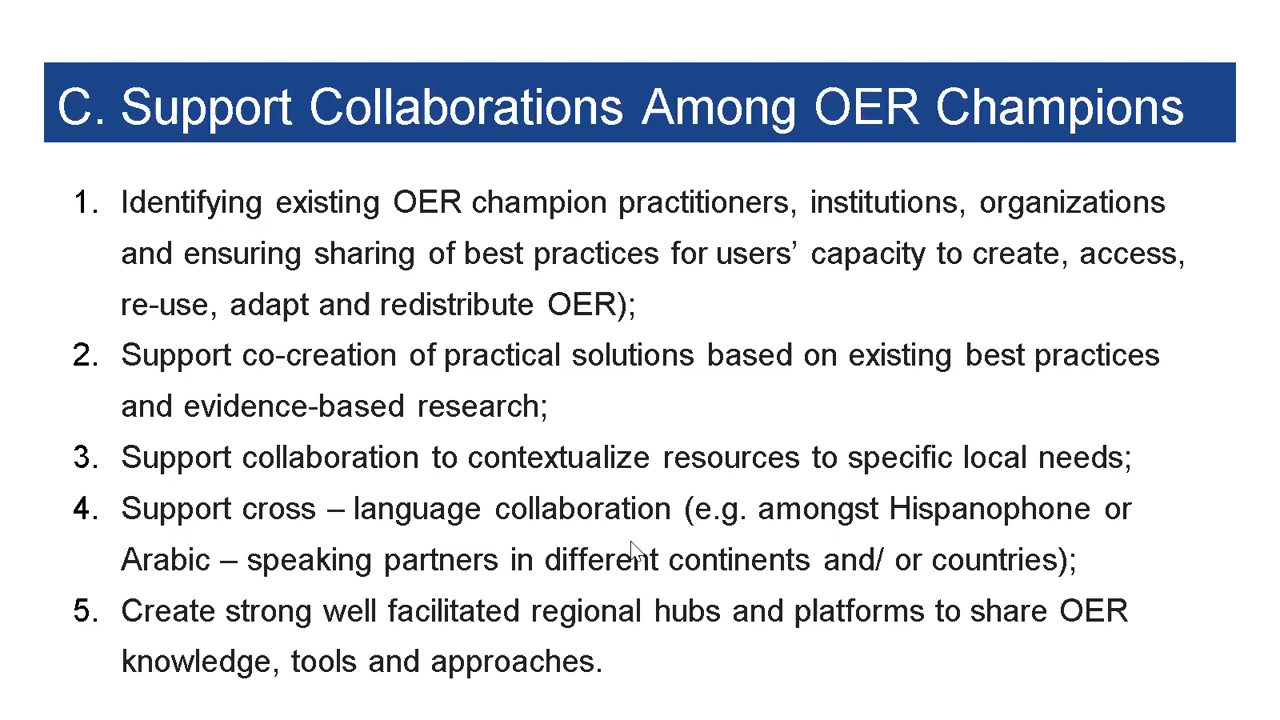 C. Support Collaborations Among OER Champions
1. Identifying existing OER champion practitioners, institutions, organizations
and ensuring sharing of best practices for users’ capacity to create, access,
re-use, adapt and redistribute OER);
2. Support co-creation of practical solutions based on existing best practices
and evidence-based research;
3. Support collaboration to contextualize resources to specific local needs;
4. Support cross – language collaboration (e.g. amongst Hispanophone or
Arabic – speaking partners in different continents and/ or countries);
5. Create strong well facilitated regional hubs and platforms to share OER
knowledge, tools and approaches.